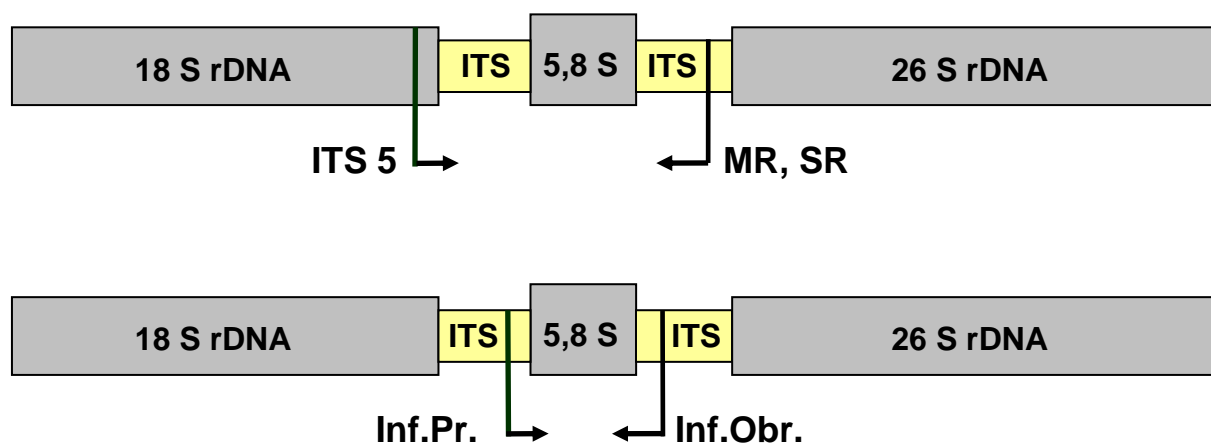 18 S rDNA ITS 5,8 S ITS 26 S rDNA
ITS 5 MR, SR
18 S rDNA ITS 5,8 S ITS 26 S rDNA
Inf.Pr. Inf.Obr.